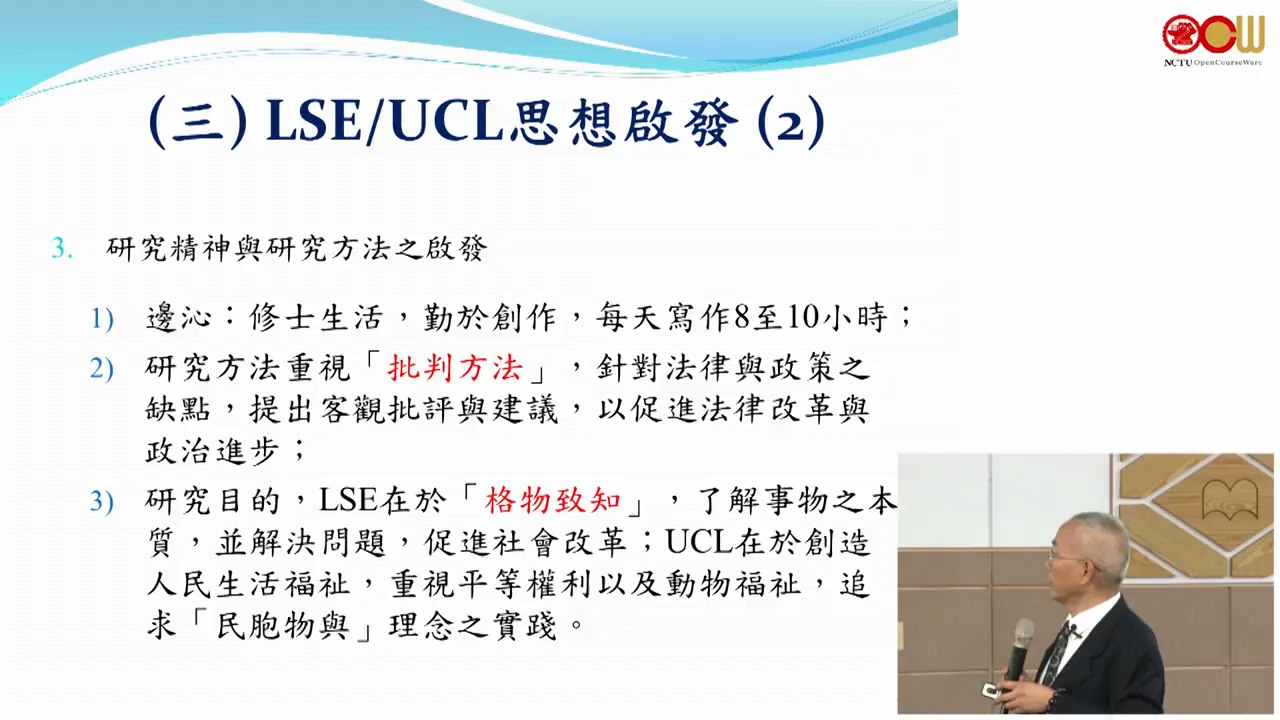 NCTU OpenCourseWare
(三) LSE/UCL思想啟發 (2)
3. 研究精神與研究方法之啟發
1) 邊沁：修士生活，勤於創作，每天寫作8至10小時；
2) 研究方法重視「批判方法」，針對法律與政策之
缺點，提出客觀批評與建議，以促進法律改革與
政治進步；
3) 研究目的，LSE在於「格物致知」，了解事物之本
質，並解決問題，促進社會改革；UCL在於創造
人民生活福祉，重視平等權利以及動物福祉，追
求「民胞物與」理念之實踐。